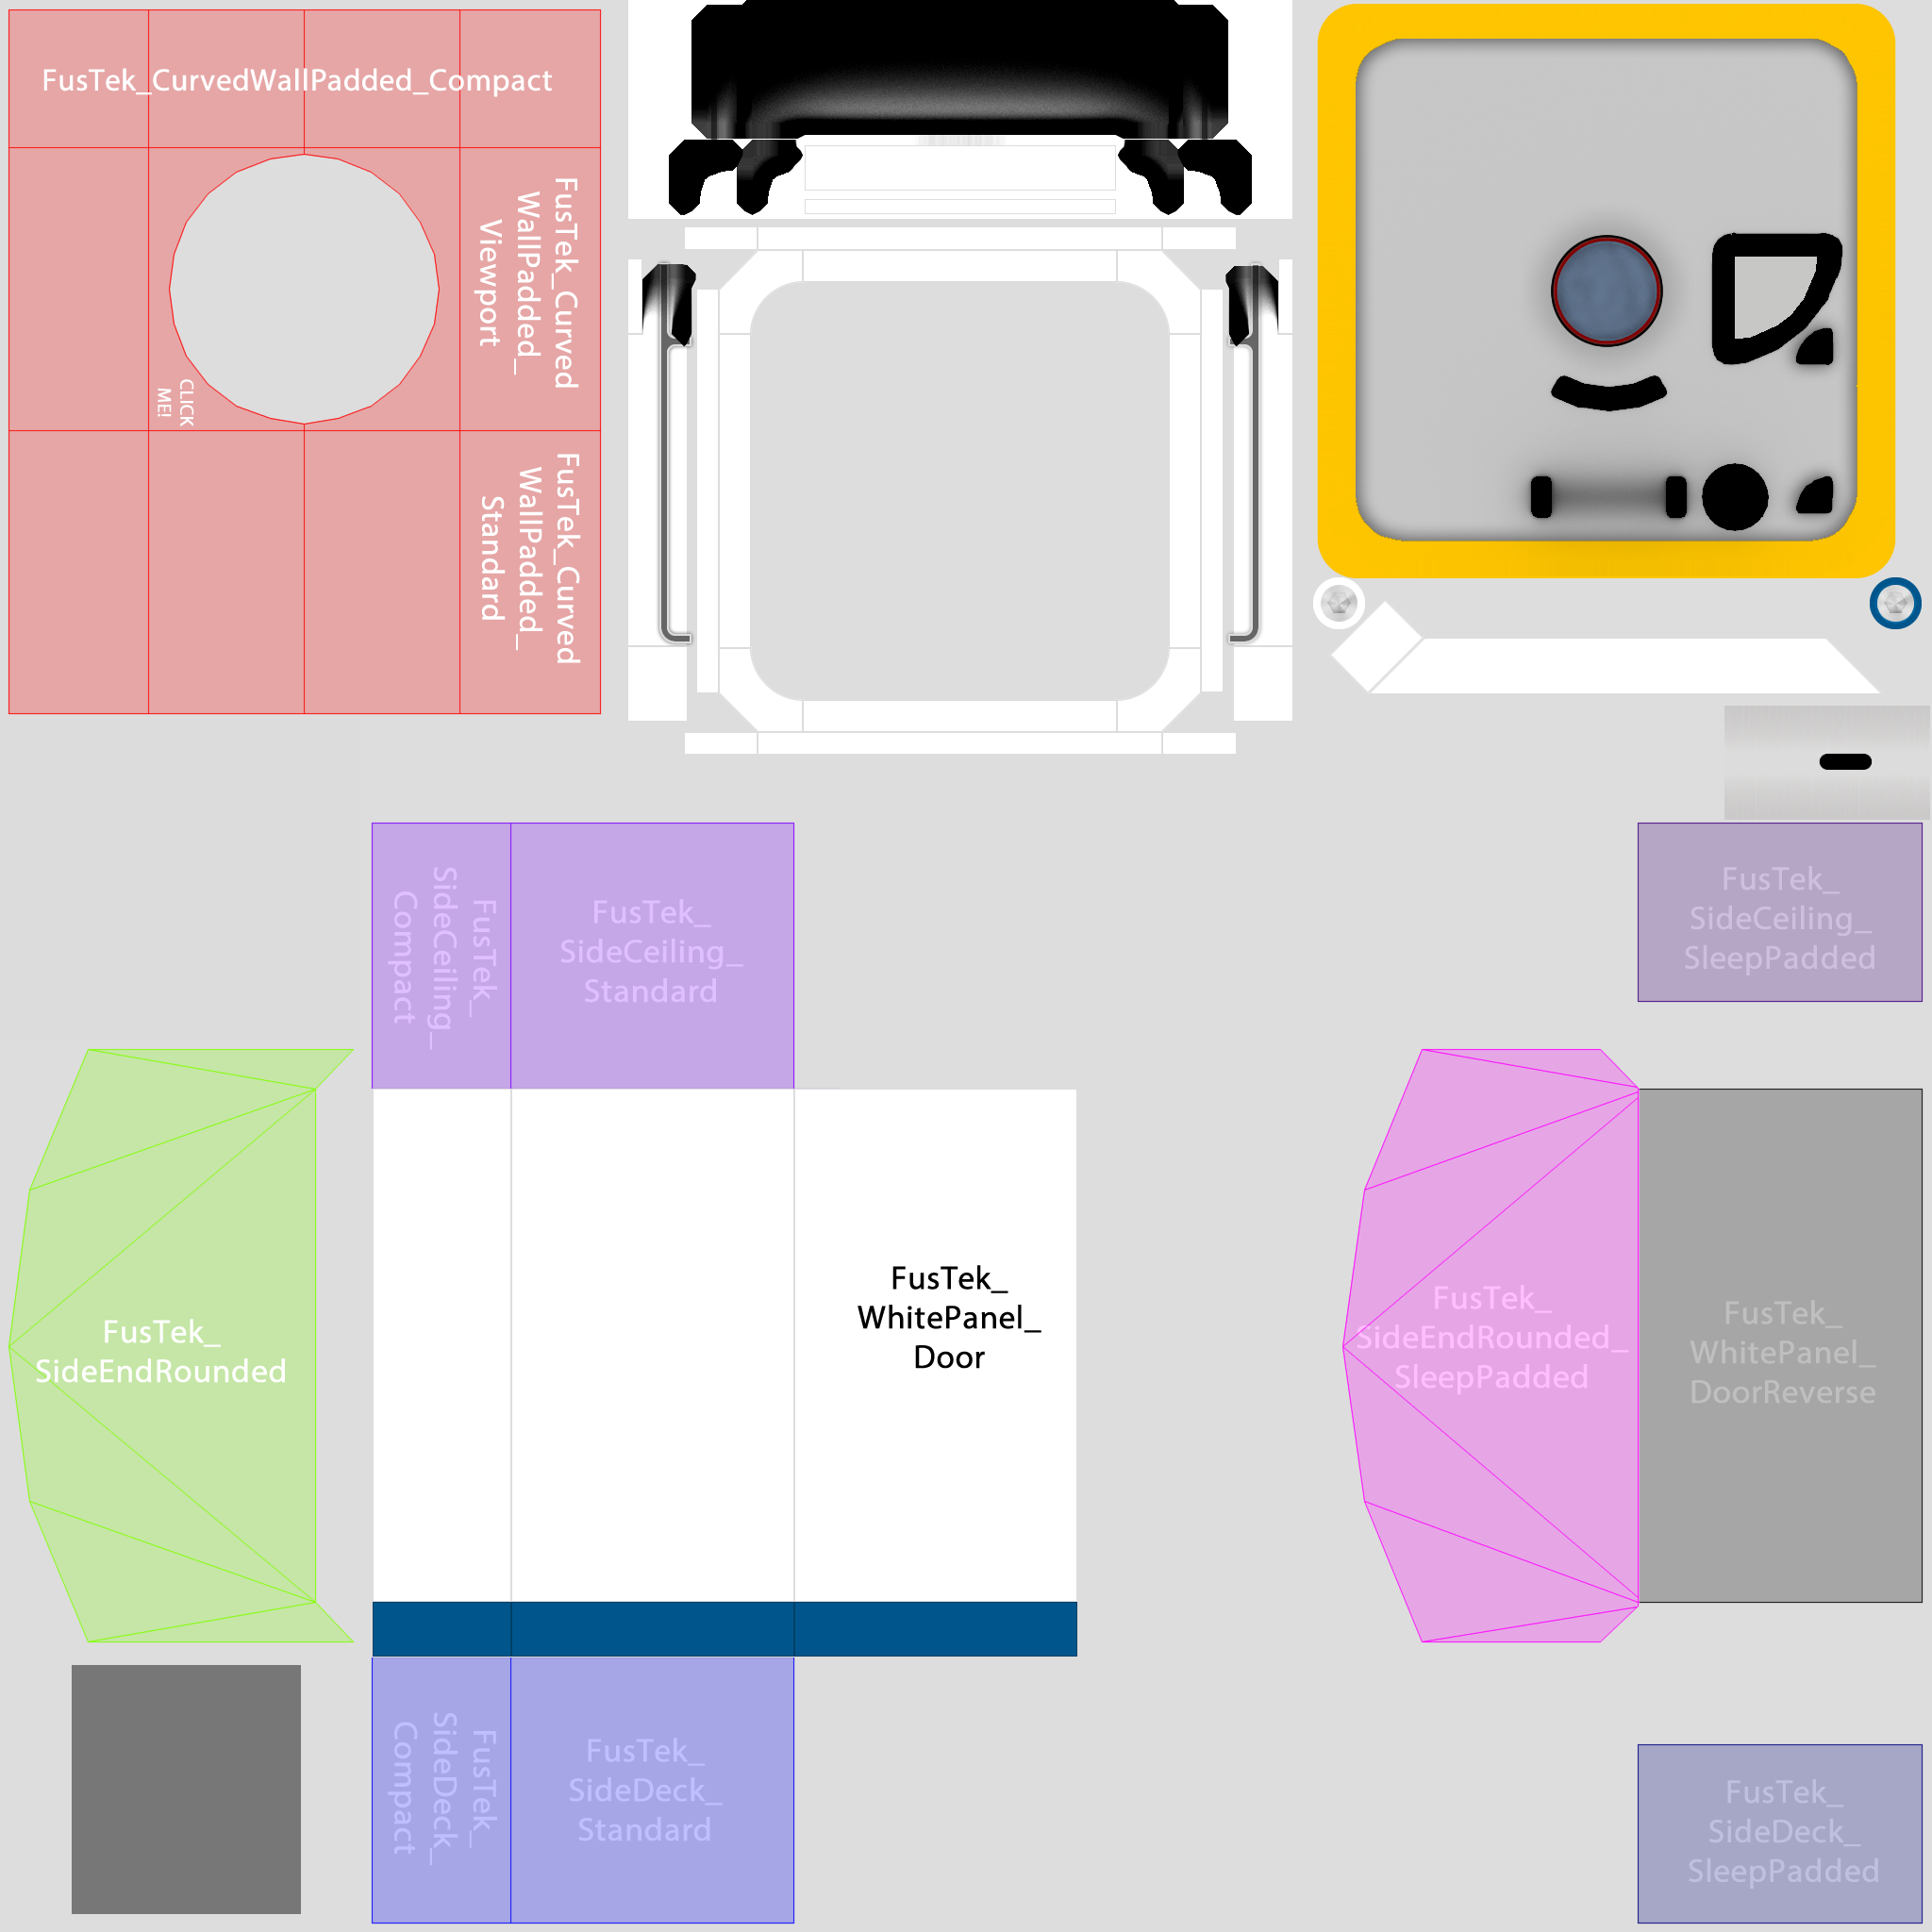 FusTek_CurvedWallPadded_Compact
FusTek_Curved
WallPadded_
Viewport
CLICK
ME!
FusTek_Curved
WallPadded_
Standard
FusTek_
SideCeiling_
Compact
FusTek_
SideCeiling_
Standard
FusTek_
SideCeiling_
SleepPadded
FusTek_
SideEndRounded
FusTek_
WhitePanel_
Door
FusTek_
SideEndRounded_
SleepPadded
FusTek_
WhitePanel_
DoorReverse
FusTek_
SideDeck_
Compact
FusTek_
SideDeck_
Standard
FusTek_
SideDeck_
SleepPadded